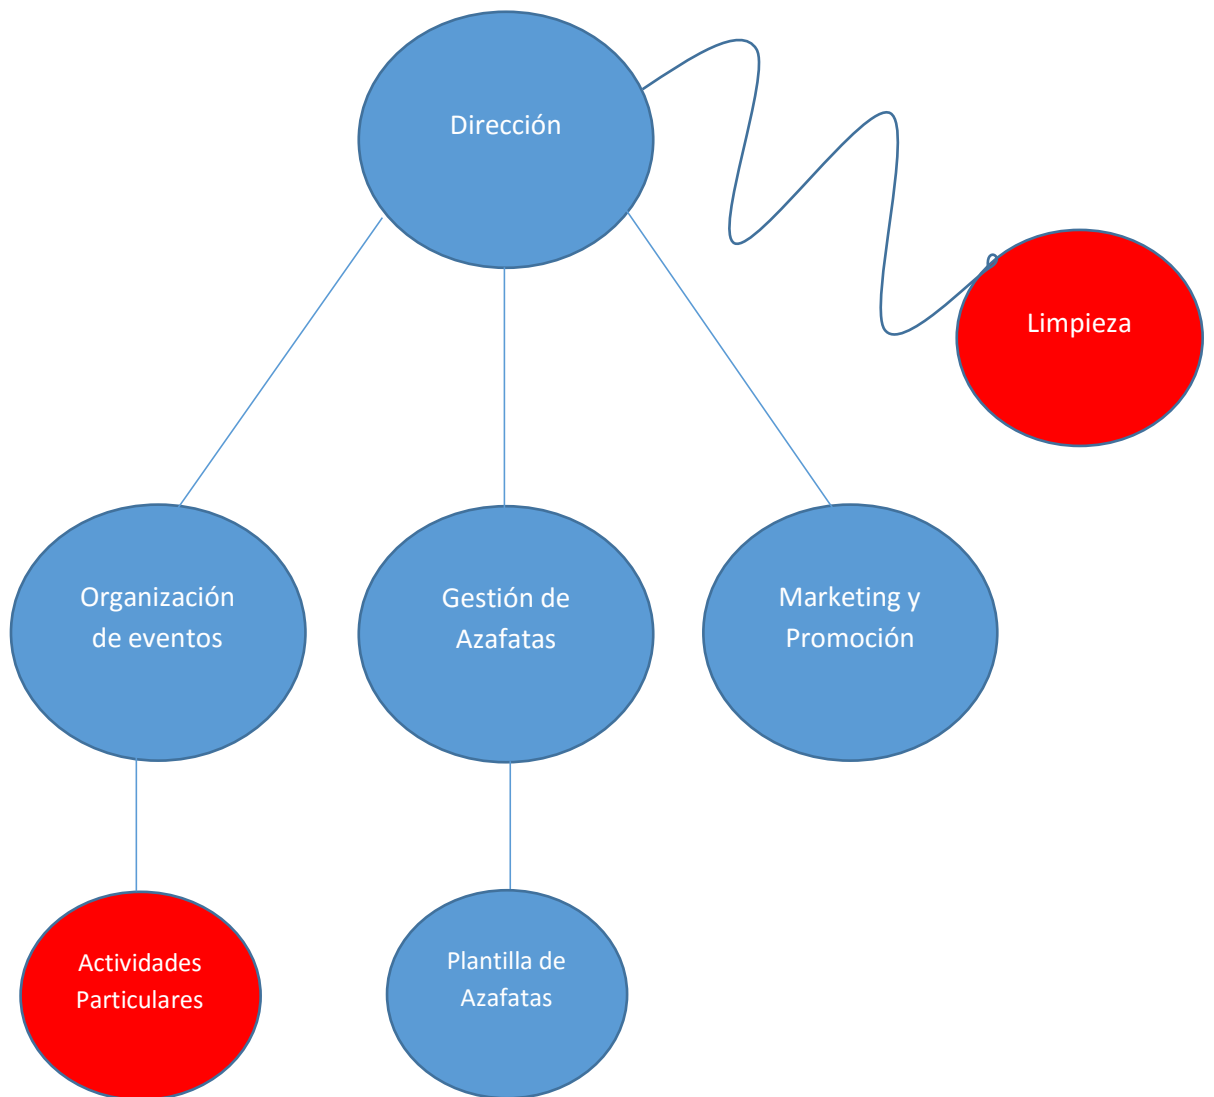 Dirección
Limpieza
Organización
de eventos
Gestión de
Azafatas
Marketing y
Promoción
Actividades
Particulares
Plantilla de
Azafatas